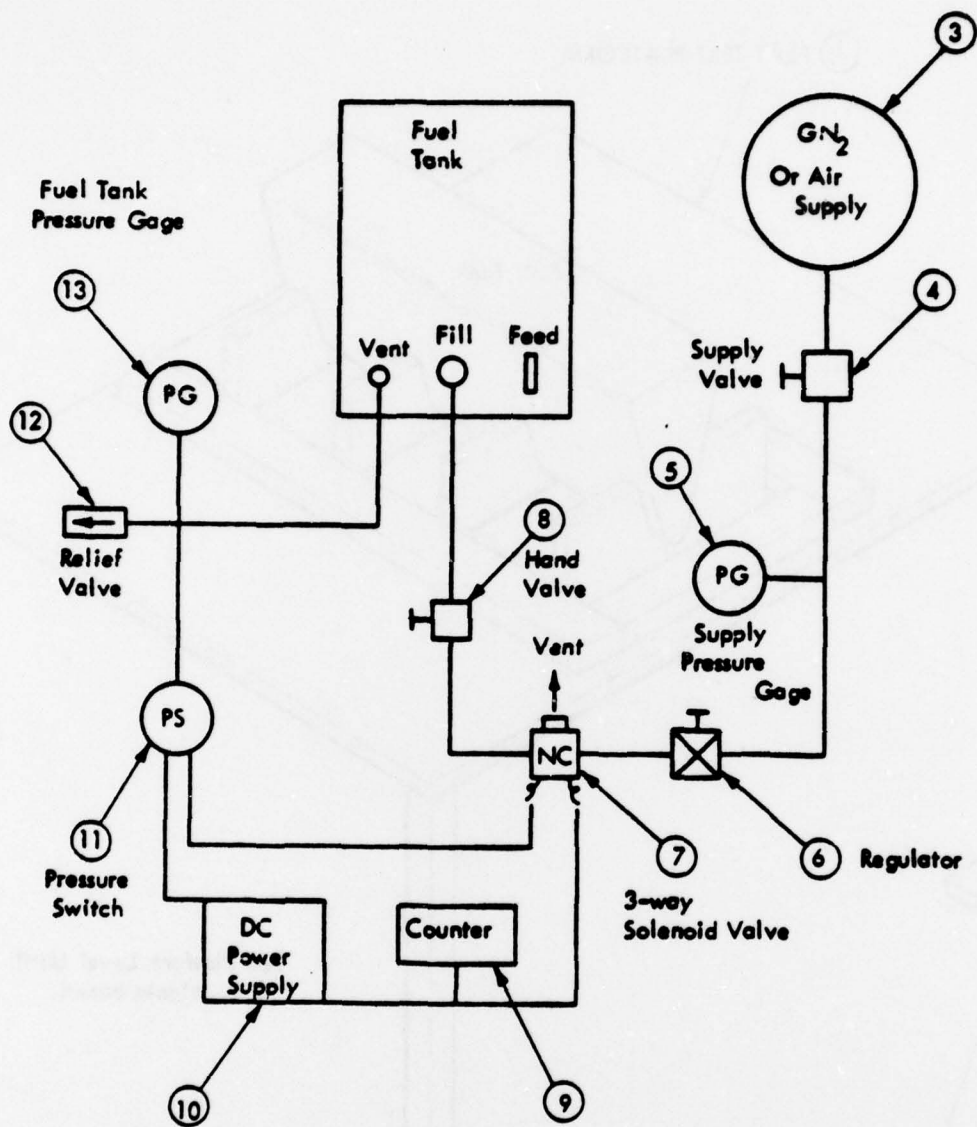 3
GN2
Or Air
Supply
Fuel
Tank
Fuel Tank
Pressure Gage
13
4
Supply
Valve
Vent
Fill
Feed
PG
12
5
8
Hand
Valve
Relief
Valve
PG
Supply
Pressure
Gage
Vent
PS
NC
11
Pressure
Switch
7
3-way
Solenoid Valve
6
Regulator
DC
Power
Supply
Counter
10
9